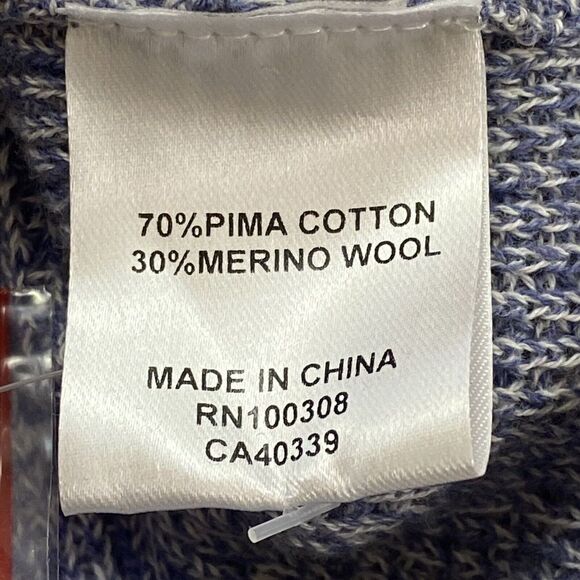 70%PIMA COTTON
30%MERINO WOOL
MADE IN CHINA
RN100308
CA40339